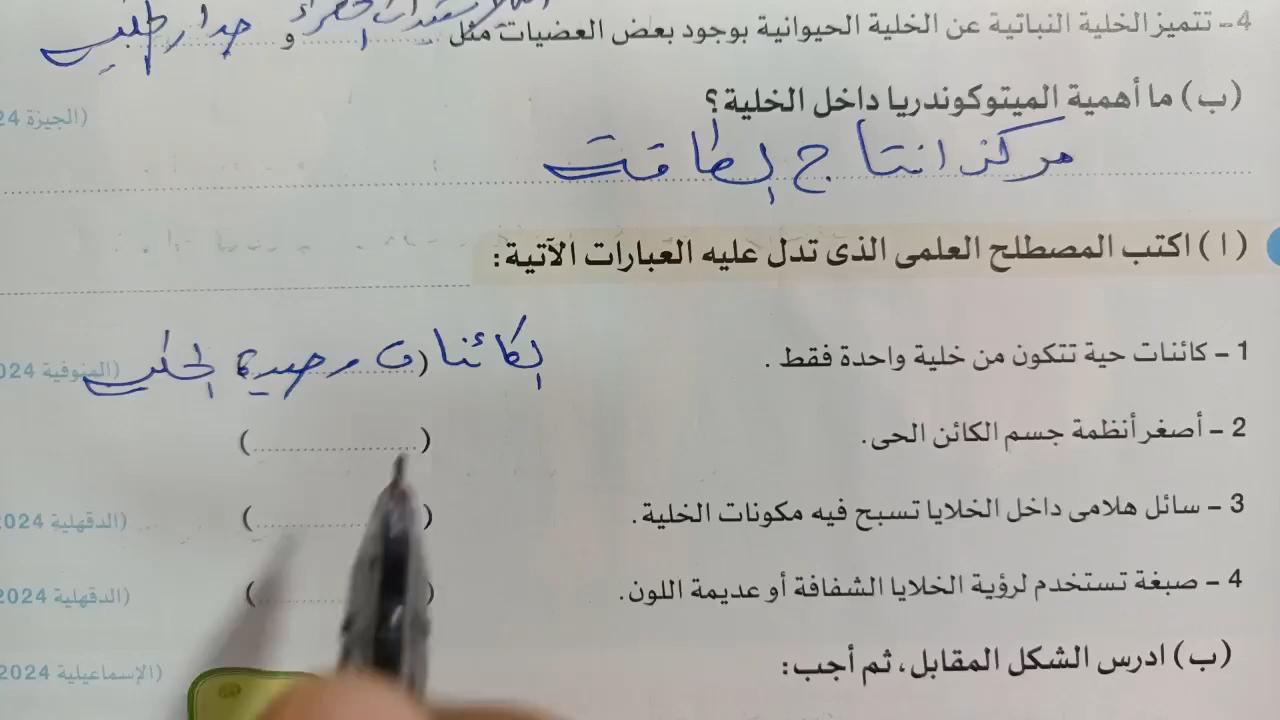 4 - تتميز الخلية النباتية عن الخلية الحيوانية بوجود بعض العضيات مثل البلاستيدات الخضراء و جدار خلوي
(ب) ما أهمية الميتوكوندريا داخل الخلية؟ (الجيزة 24
مركز انتاج الطاقة
(ا) اكتب المصطلح العلمى الذى تدل عليه العبارات الآتية:
1 - كائنات حية تتكون من خلية واحدة فقط . (الكائنات وحيدة الخلية (المنوفية 2024
2 - أصغر أنظمة جسم الكائن الحى. (....................)
3 - سائل هلامى داخل الخلايا تسبح فيه مكونات الخلية. (....................) (الدقهلية 2024
4 - صبغة تستخدم لرؤية الخلايا الشفافة أو عديمة اللون. (....................) (الدقهلية 2024
(ب) ادرس الشكل المقابل، ثم أجب: (الإسماعيلية 2024